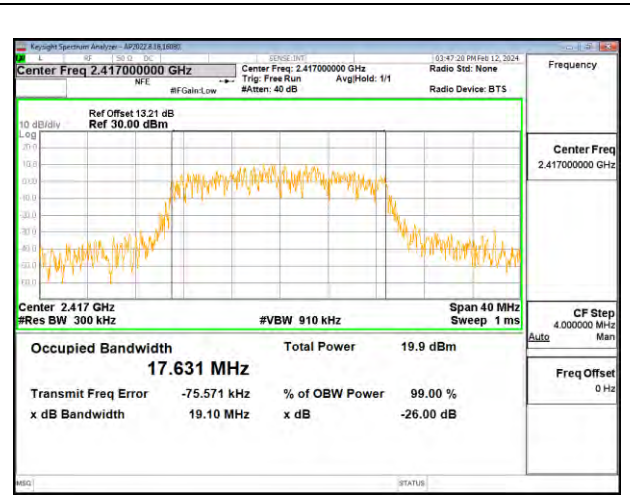 Keysight Spectrum Analyzer - AP2022.8.18,16080
L RF 50 Ω DC SENSE:INT 03:47:20 PM Feb 12, 2024
Center Freq 2.417000000 GHz Center Freq: 2.417000000 GHz Radio Std: None Frequency
NFE Trig: Free Run Avg|Hold: 1/1
#IFGain:Low #Atten: 40 dB Radio Device: BTS
Ref Offset 13.21 dB
10 dB/div Ref 30.00 dBm
Log
Center Freq
2.417000000 GHz
Center 2.417 GHz Span 40 MHz
#Res BW 300 kHz #VBW 910 kHz Sweep 1 ms
CF Step
4.000000 MHz
Auto Man
Occupied Bandwidth Total Power 19.9 dBm
17.631 MHz
Freq Offset
0 Hz
Transmit Freq Error -75.571 kHz % of OBW Power 99.00 %
x dB Bandwidth 19.10 MHz x dB -26.00 dB
MSG STATUS